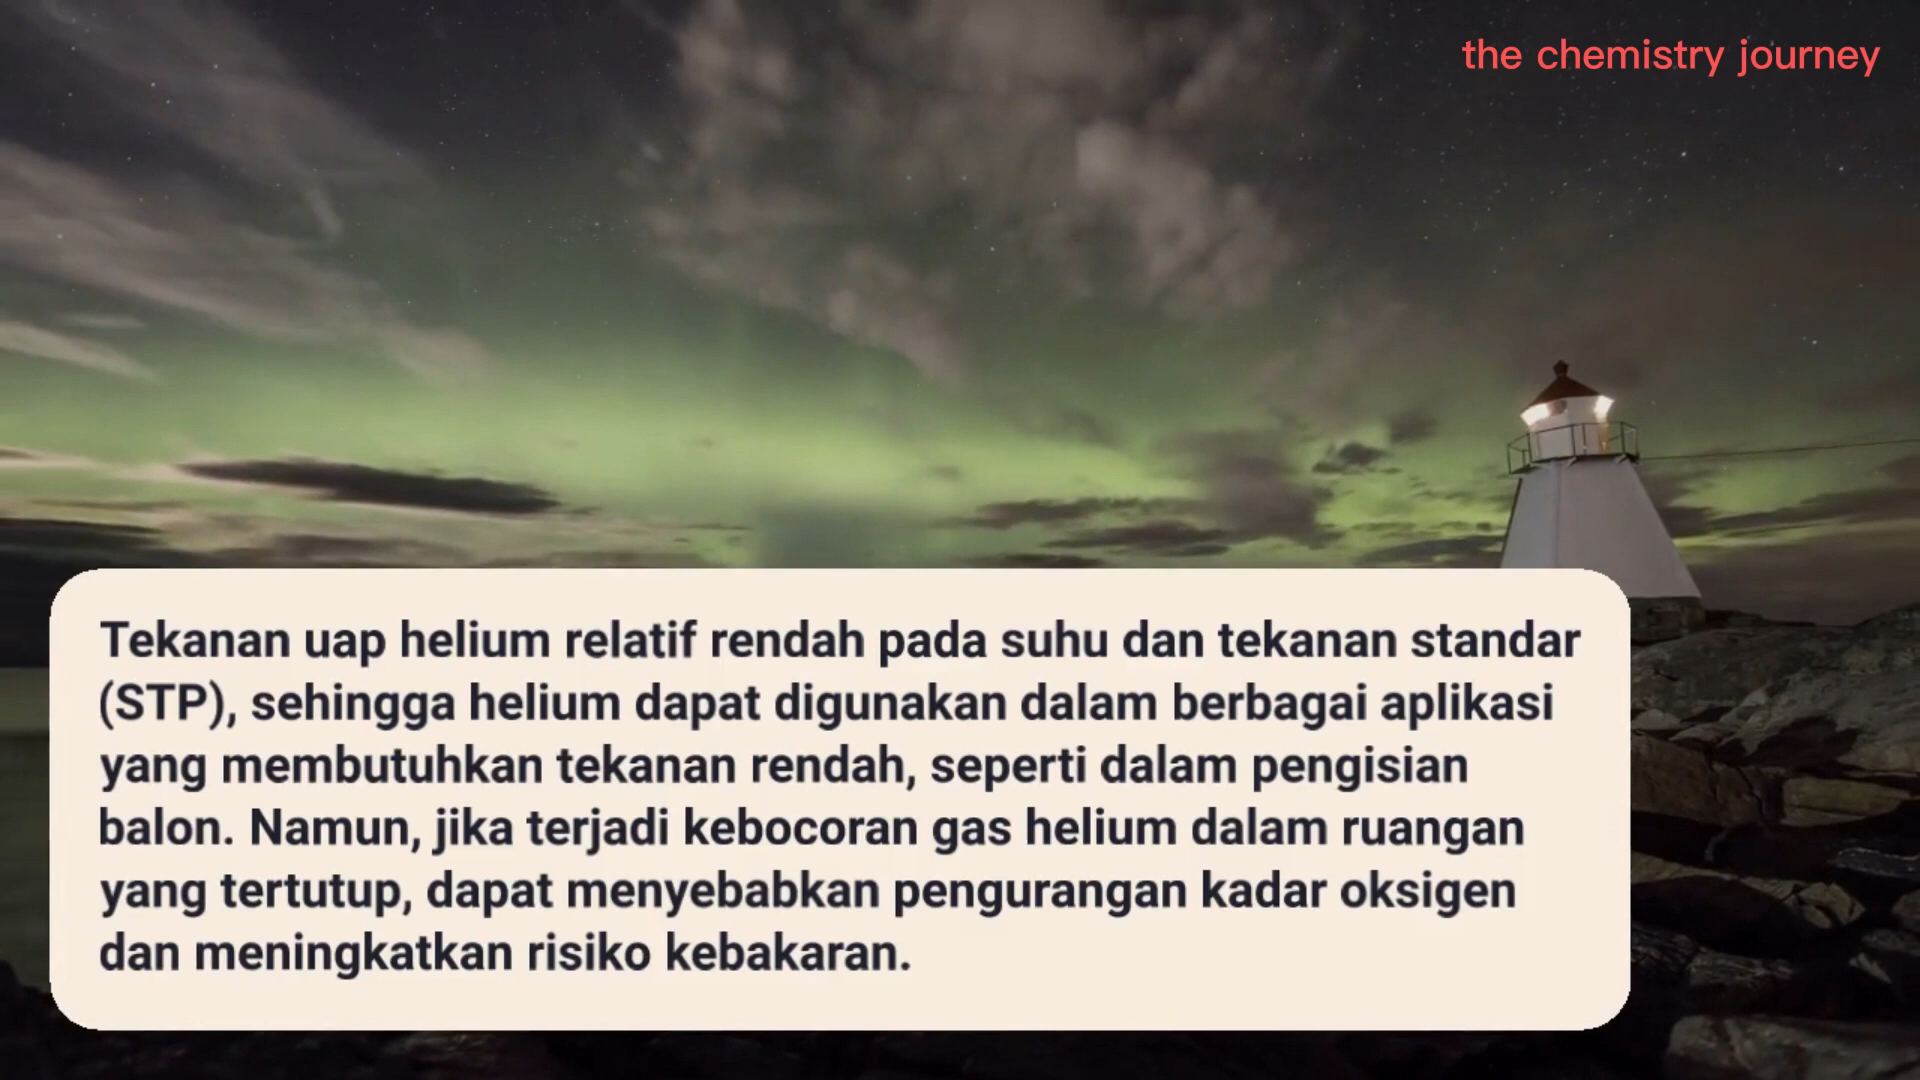 the chemistry journey
Tekanan uap helium relatif rendah pada suhu dan tekanan standar
(STP), sehingga helium dapat digunakan dalam berbagai aplikasi
yang membutuhkan tekanan rendah, seperti dalam pengisian
balon. Namun, jika terjadi kebocoran gas helium dalam ruangan
yang tertutup, dapat menyebabkan pengurangan kadar oksigen
dan meningkatkan risiko kebakaran.